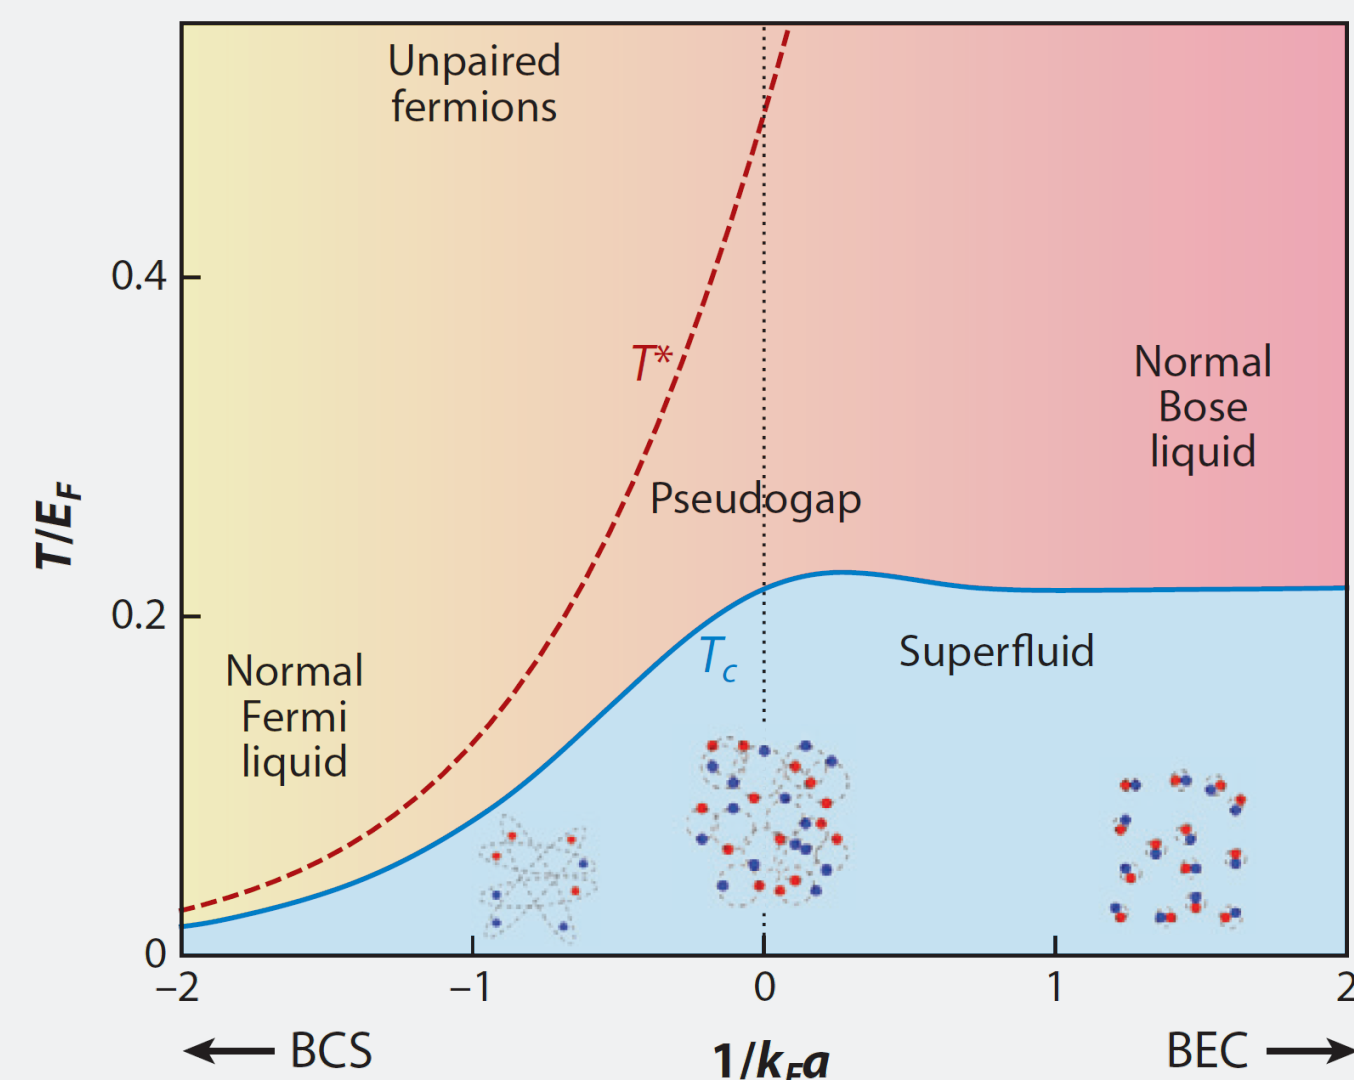 Unpaired
fermions
0.4
T*
Normal
Bose
liquid
Pseudogap
T/E_F
0.2
T_c
Superfluid
Normal
Fermi
liquid
0
−2
−1
0
1
2
BCS
1/k_Fa
BEC